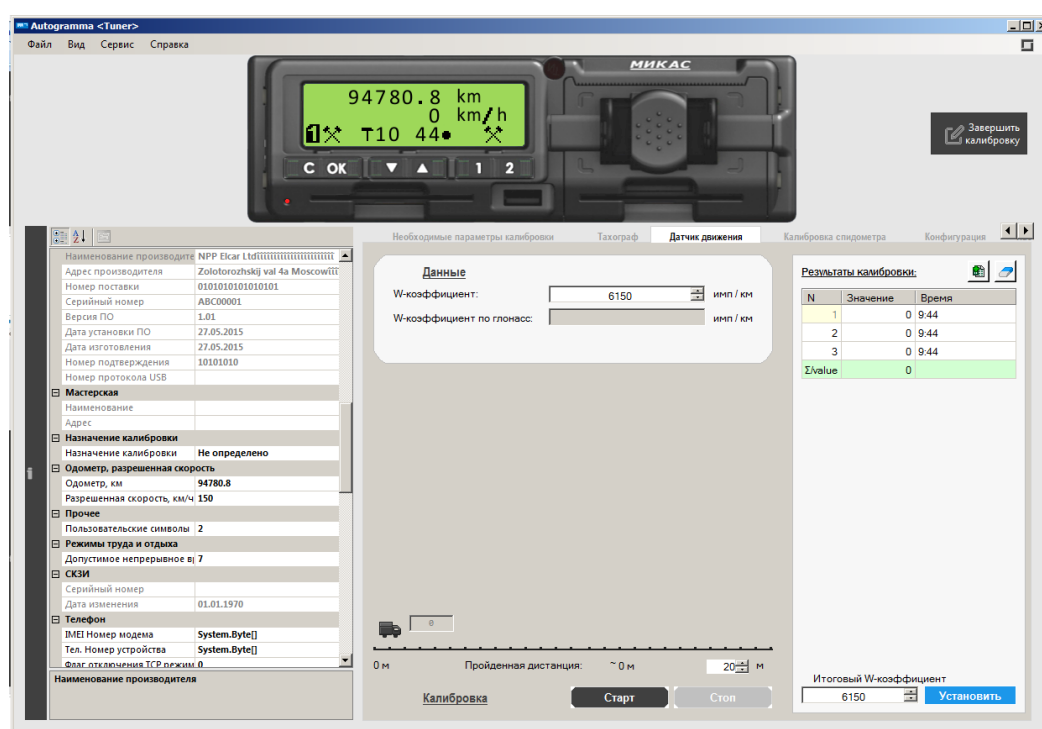 Autogramma <Tuner>
Файл Вид Сервис Справка
МИКАС
94780.8 km
0 km/h
1 10 44
C OK 1 2
Завершить
калибровку
Необходимые параметры калибровки Тахограф Датчик движения Калибровка спидометра Конфигурация
Наименование производите NPP Elcar Ltd
Адрес производителя Zolotorozhskij val 4a Moscow
Номер поставки 0101010101010101
Серийный номер ABC00001
Версия ПО 1.01
Дата установки ПО 27.05.2015
Дата изготовления 27.05.2015
Номер подтверждения 10101010
Номер протокола USB
Мастерская
Наименование
Адрес
Назначение калибровки
Назначение калибровки Не определено
Одометр, разрешенная скорость
Одометр, км 94780.8
Разрешенная скорость, км/ч 150
Прочее
Пользовательские символы 2
Режимы труда и отдыха
Допустимое непрерывное в 7
СКЗИ
Серийный номер
Дата изменения 01.01.1970
Телефон
IMEI Номер модема System.Byte[]
Тел. Номер устройства System.Byte[]
Флаг отключения TCP режим 0
Наименование производителя
Данные
W-коэффициент: 6150 имп / км
W-коэффициент по глонасс: имп / км
0
0 м Пройденная дистанция: ~ 0 м 20 м
Калибровка Старт Стоп
Результаты калибровки:
N Значение Время
1 0 9:44
2 0 9:44
3 0 9:44
Σ/value 0
Итоговый W-коэффициент
6150 Установить